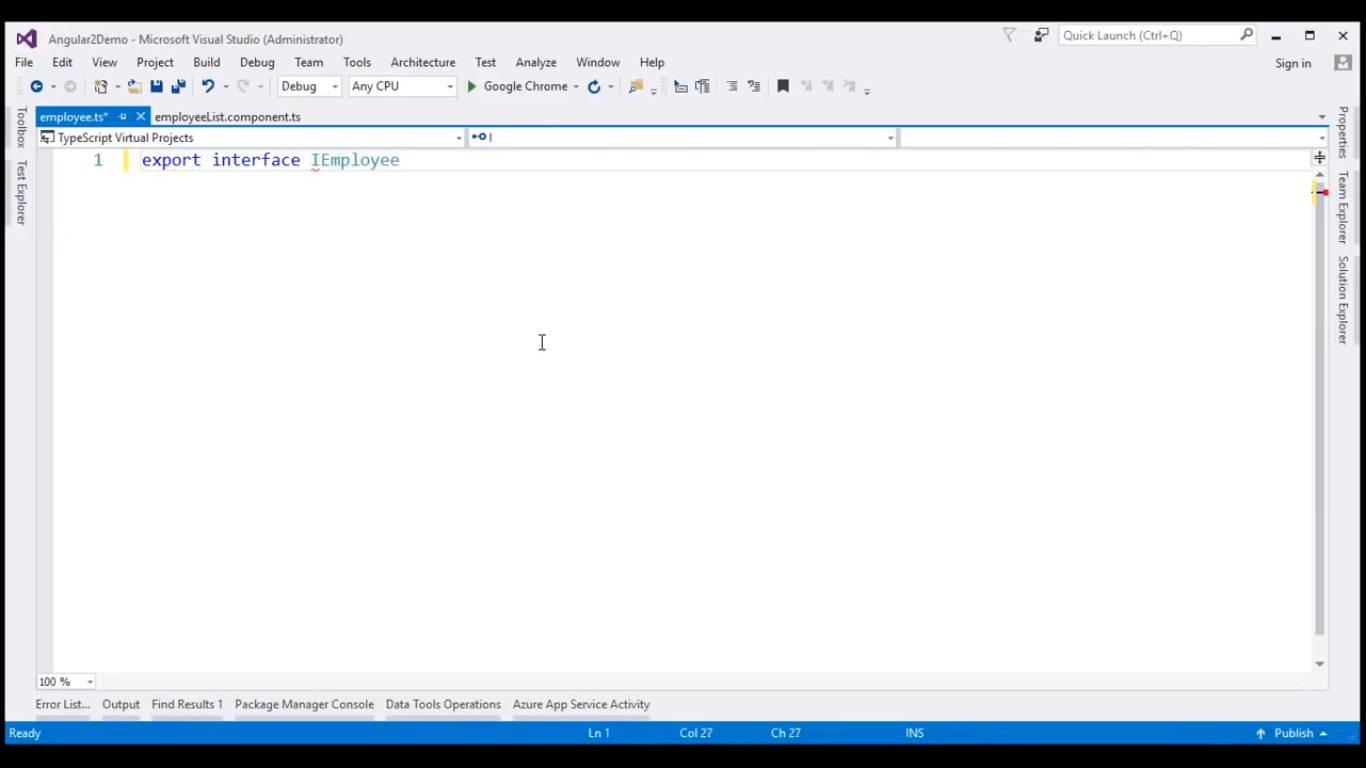 Angular2Demo - Microsoft Visual Studio (Administrator)
Quick Launch (Ctrl+Q)
File Edit View Project Build Debug Team Tools Architecture Test Analyze Window Help
Sign in
Debug Any CPU Google Chrome
employee.ts* employeeList.component.ts
TypeScript Virtual Projects I
1 export interface IEmployee
Toolbox
Test Explorer
Properties
Team Explorer
Solution Explorer
100 %
Error List... Output Find Results 1 Package Manager Console Data Tools Operations Azure App Service Activity
Ready Ln 1 Col 27 Ch 27 INS Publish